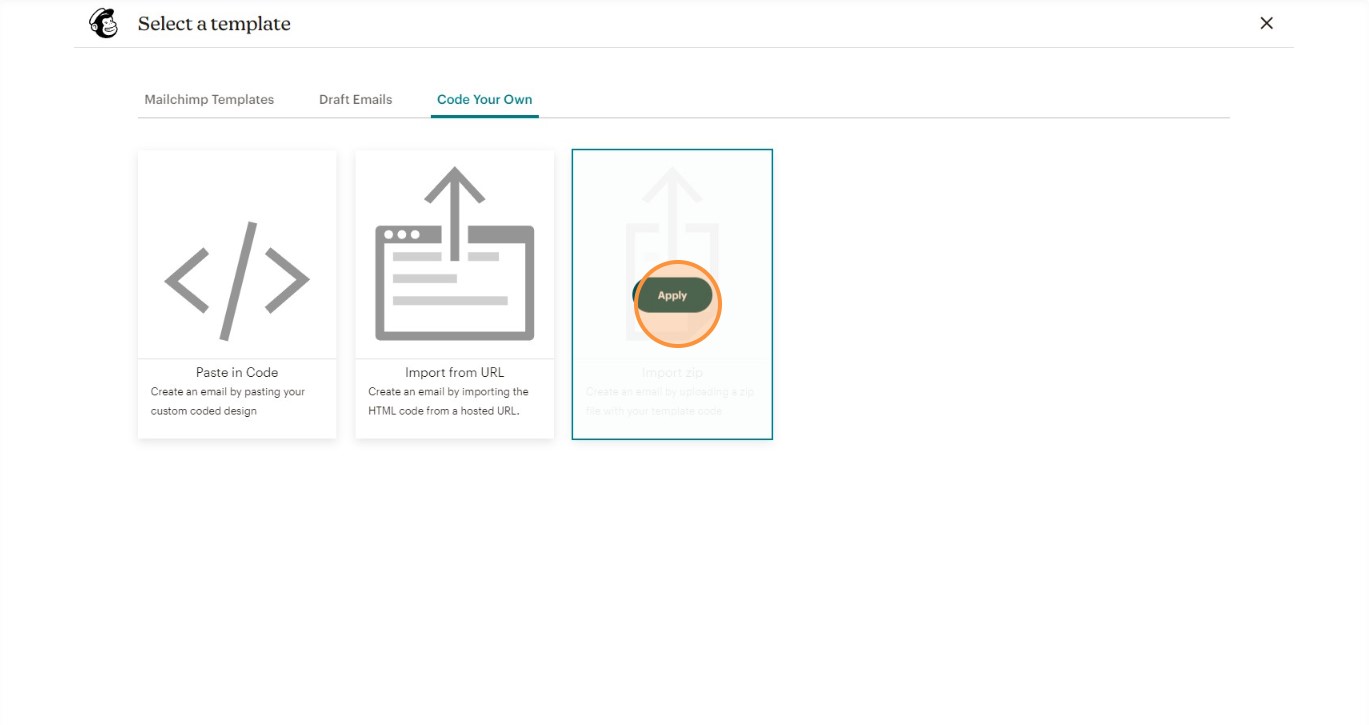 Select a template
Mailchimp Templates
Draft Emails
Code Your Own
Apply
Paste in Code
Create an email by pasting your
custom coded design
Import from URL
Create an email by importing the
HTML code from a hosted URL.
Import zip
Create an email by uploading a zip
file with your template code